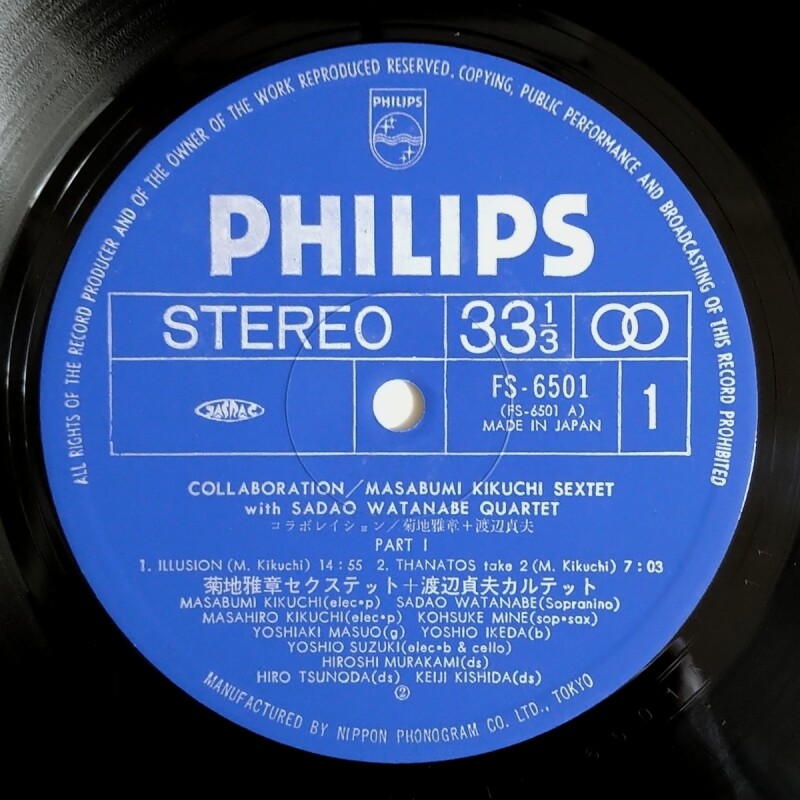 ALL RIGHTS OF THE RECORD PRODUCER AND OF THE OWNER OF THE WORK REPRODUCED RESERVED. COPYING, PUBLIC PERFORMANCE AND BROADCASTING OF THIS RECORD PROHIBITED
PHILIPS
PHILIPS
STEREO 33 1/3
JASRAC FS-6501 1
(FS-6501 A)
MADE IN JAPAN
COLLABORATION/MASABUMI KIKUCHI SEXTET
with SADAO WATANABE QUARTET
コラボレイション/菊地雅章+渡辺貞夫
PART I
1. ILLUSION (M. Kikuchi) 14:55 2. THANATOS take 2 (M. Kikuchi) 7:03
菊地雅章セクステット+渡辺貞夫カルテット
MASABUMI KIKUCHI(elec•p) SADAO WATANABE(Sopranino)
MASAHIRO KIKUCHI(elec•p) KOHSUKE MINE(sop•sax)
YOSHIAKI MASUO(g) YOSHIO IKEDA(b)
YOSHIO SUZUKI(elec•b & cello)
HIROSHI MURAKAMI(ds)
HIRO TSUNODA(ds) KEIJI KISHIDA(ds)
②
MANUFACTURED BY NIPPON PHONOGRAM CO. LTD., TOKYO